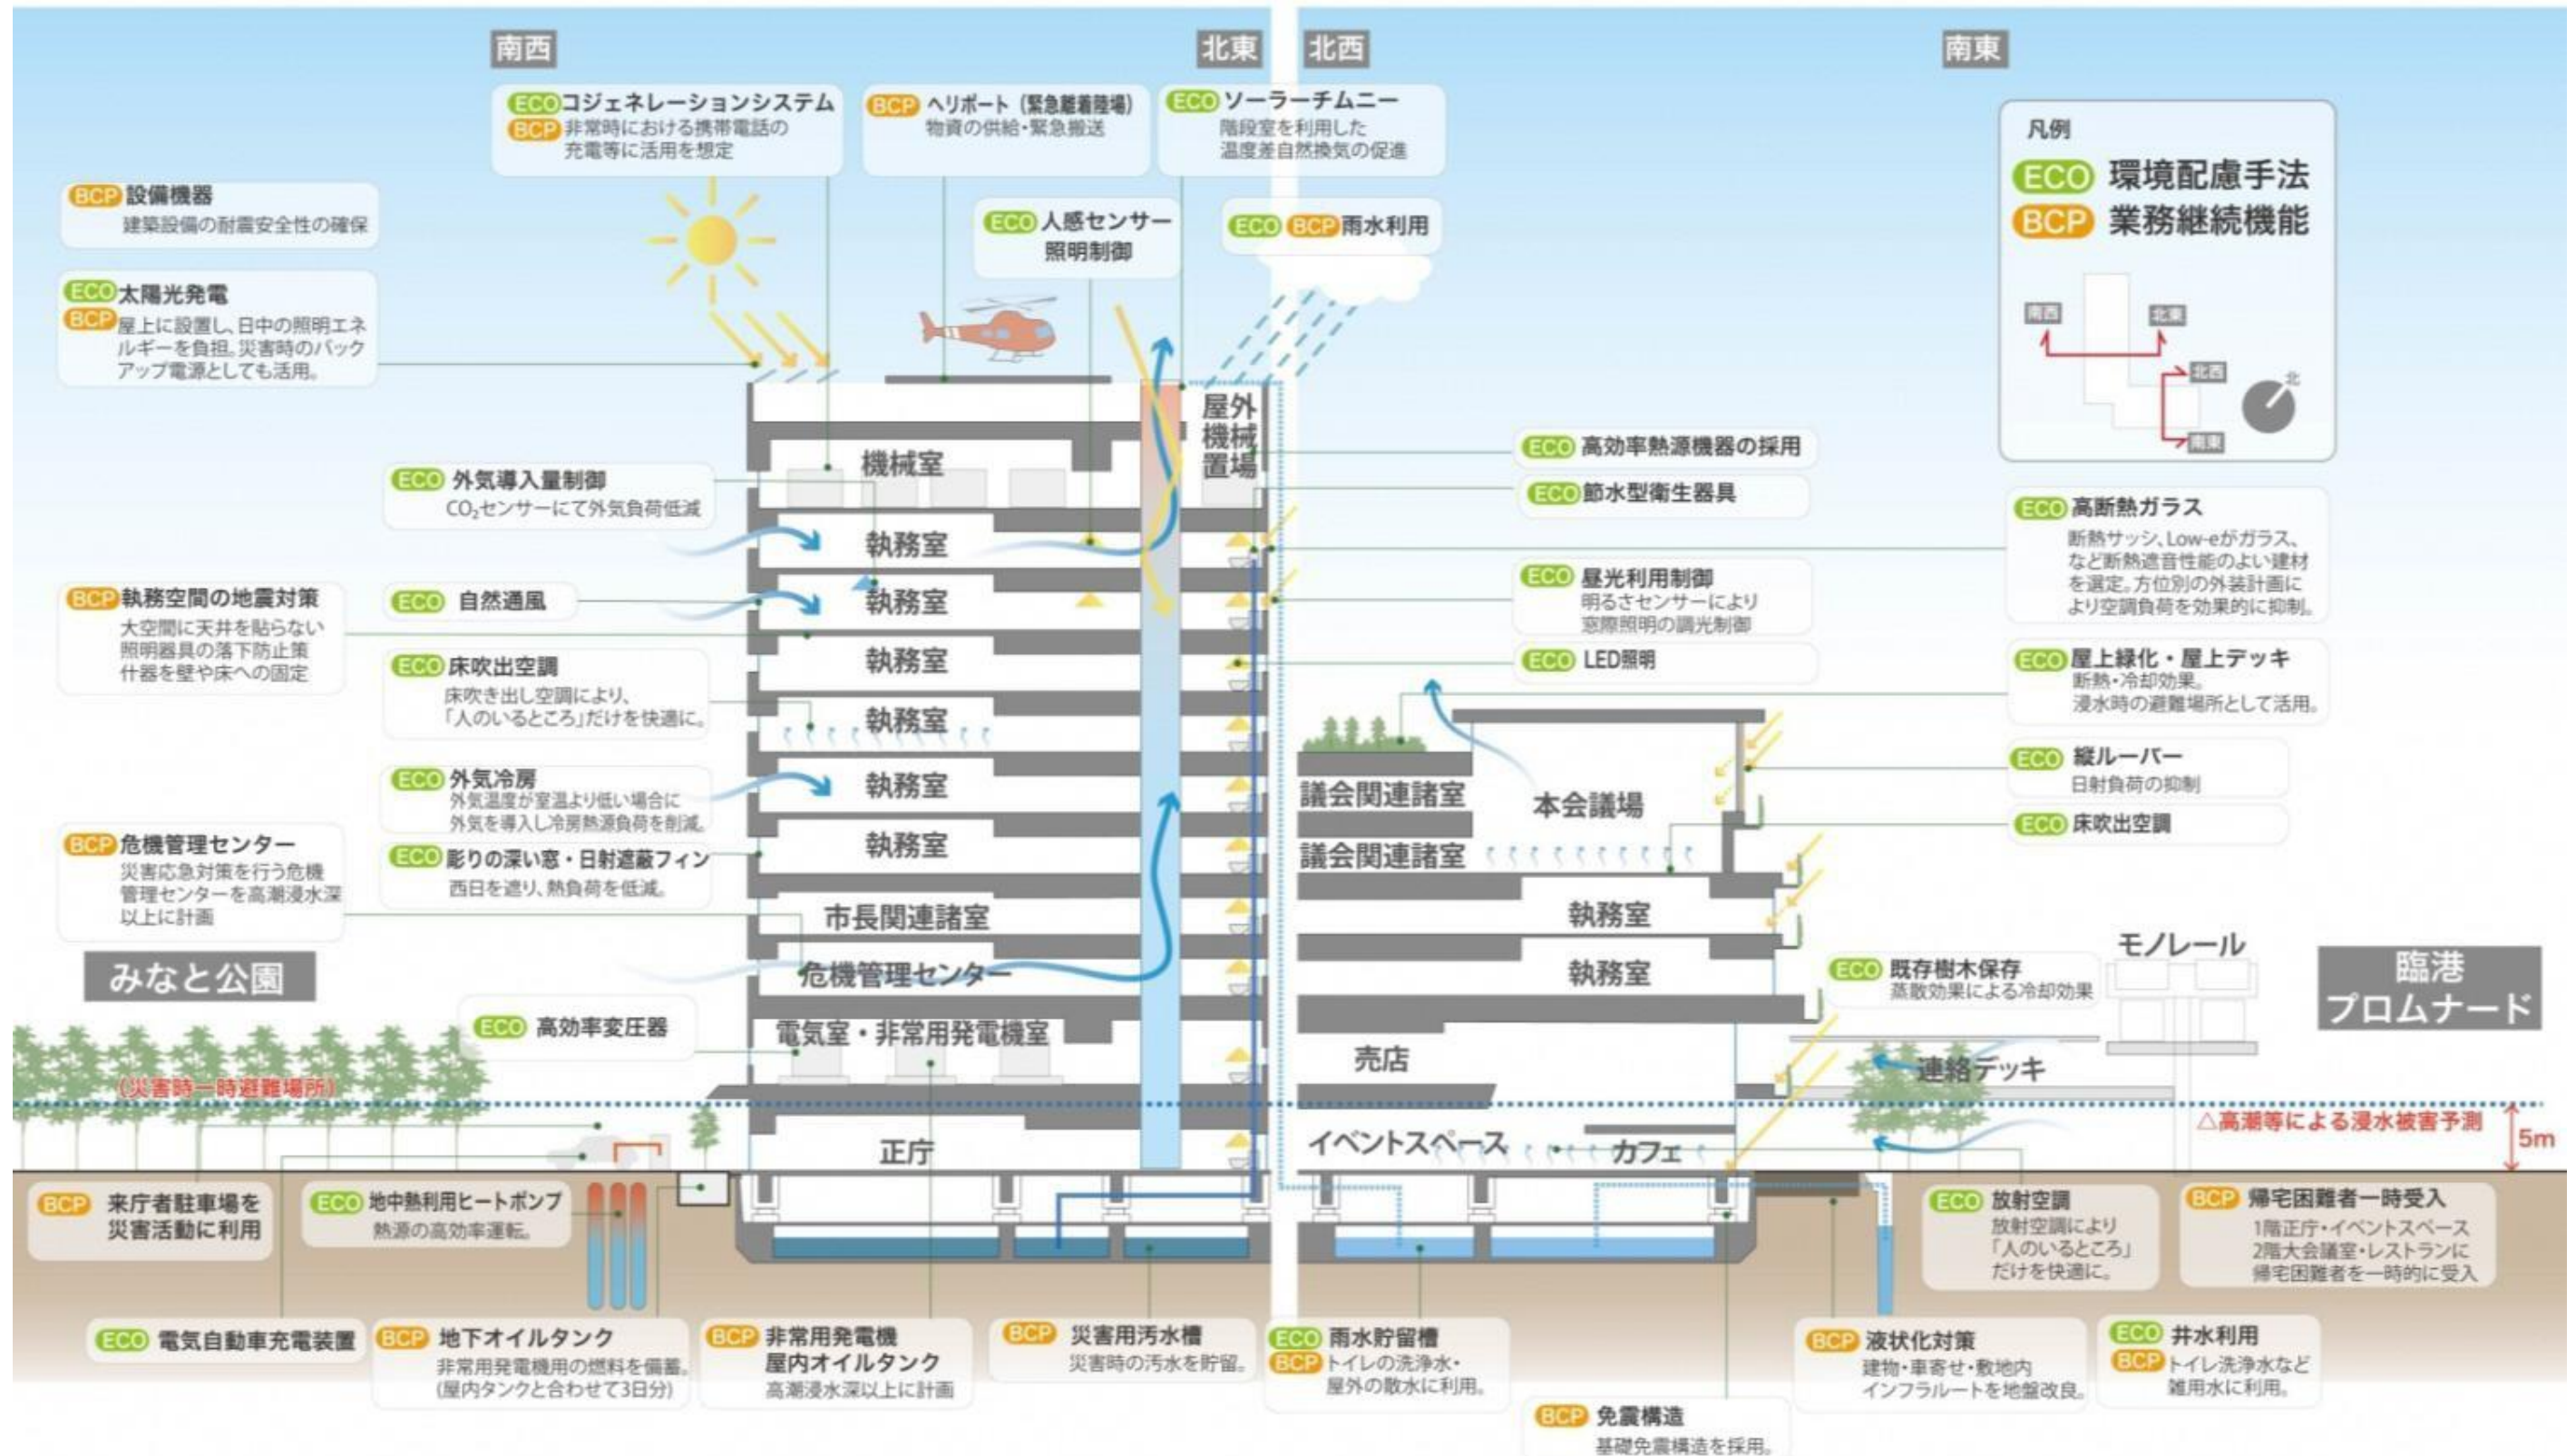 南西
北東
北西
南東
ECO コジェネレーションシステム
BCP 非常時における携帯電話の
充電等に活用を想定
BCP ヘリポート（緊急離着陸場）
物資の供給・緊急搬送
ECO ソーラーチムニー
階段室を利用した
温度差自然換気の促進
BCP 設備機器
建築設備の耐震安全性の確保
ECO 太陽光発電
BCP 屋上に設置し、日中の照明エネ
ルギーを負担。災害時のバック
アップ電源としても活用。
ECO 人感センサー
照明制御
ECO BCP 雨水利用
凡例
ECO 環境配慮手法
BCP 業務継続機能
南西
北東
北西
南東
北
屋外
機械
置場
機械室
ECO 外気導入量制御
CO₂センサーにて外気負荷低減
執務室
BCP 執務空間の地震対策
大空間に天井を貼らない
照明器具の落下防止策
什器を壁や床への固定
ECO 自然通風
執務室
ECO 床吹出空調
床吹き出し空調により、
「人のいるところ」だけを快適に。
執務室
執務室
ECO 外気冷房
外気温度が室温より低い場合に
外気を導入し冷房熱源負荷を削減。
執務室
ECO 彫りの深い窓・日射遮蔽フィン
西日を遮り、熱負荷を低減。
執務室
BCP 危機管理センター
災害応急対策を行う危機
管理センターを高潮浸水深
以上に計画
市長関連諸室
危機管理センター
みなと公園
ECO 高効率変圧器
電気室・非常用発電機室
(災害時一時避難場所)
正庁
ECO 高効率熱源機器の採用
ECO 節水型衛生器具
ECO 昼光利用制御
明るさセンサーにより
窓際照明の調光制御
ECO LED照明
ECO 高断熱ガラス
断熱サッシ、Low-eがガラス、
など断熱遮音性能のよい建材
を選定。方位別の外装計画に
より空調負荷を効果的に抑制。
ECO 屋上緑化・屋上デッキ
断熱・冷却効果。
浸水時の避難場所として活用。
ECO 縦ルーバー
日射負荷の抑制
ECO 床吹出空調
議会関連諸室
本会議場
議会関連諸室
執務室
執務室
ECO 既存樹木保存
蒸散効果による冷却効果
モノレール
臨港
プロムナード
売店
連絡デッキ
△高潮等による浸水被害予測
5m
イベントスペース
カフェ
BCP 来庁者駐車場を
災害活動に利用
ECO 地中熱利用ヒートポンプ
熱源の高効率運転。
ECO 放射空調
放射空調により
「人のいるところ」
だけを快適に。
BCP 帰宅困難者一時受入
1階正庁・イベントスペース
2階大会議室・レストランに
帰宅困難者を一時的に受入
ECO 電気自動車充電装置
BCP 地下オイルタンク
非常用発電機用の燃料を備蓄。
(屋内タンクと合わせて3日分)
BCP 非常用発電機
屋内オイルタンク
高潮浸水深以上に計画
BCP 災害用汚水槽
災害時の汚水を貯留。
ECO 雨水貯留槽
BCP トイレの洗浄水・
屋外の散水に利用。
BCP 免震構造
基礎免震構造を採用。
BCP 液状化対策
建物・車寄せ・敷地内
インフラルートを地盤改良。
ECO 井水利用
BCP トイレ洗浄水など
雑用水に利用。